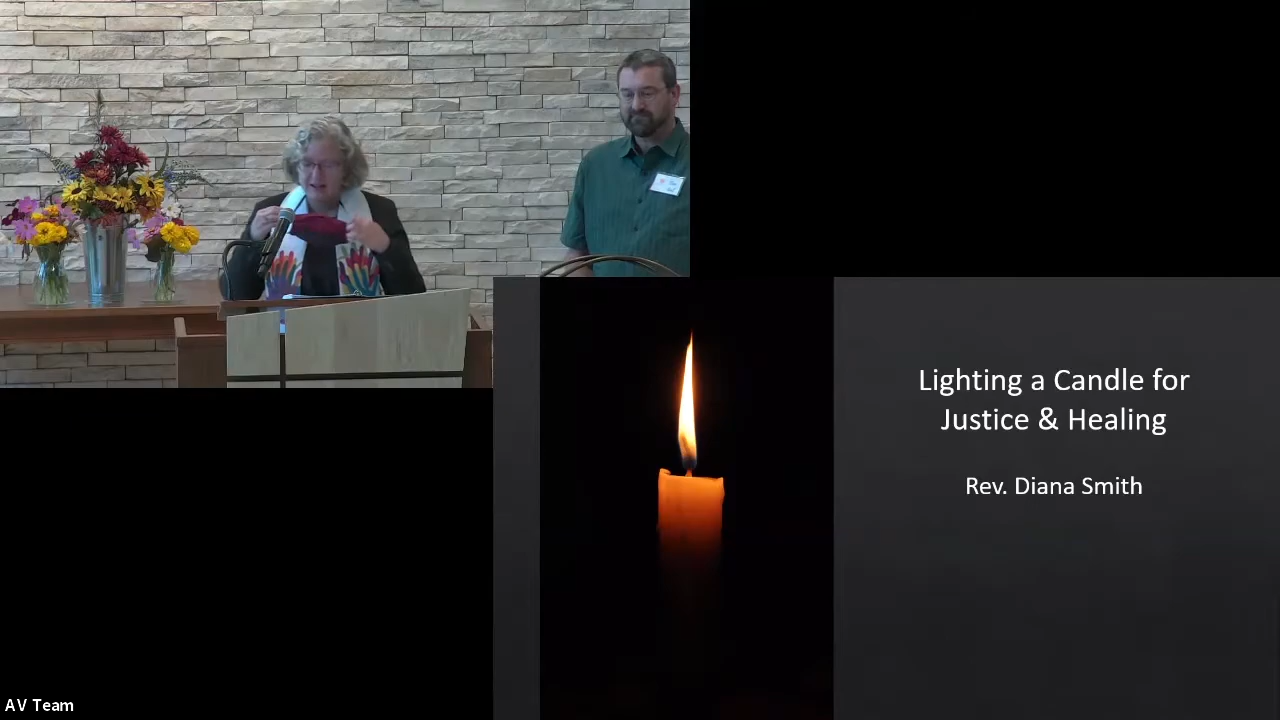 Lighting a Candle for
Justice & Healing
Rev. Diana Smith
AV Team